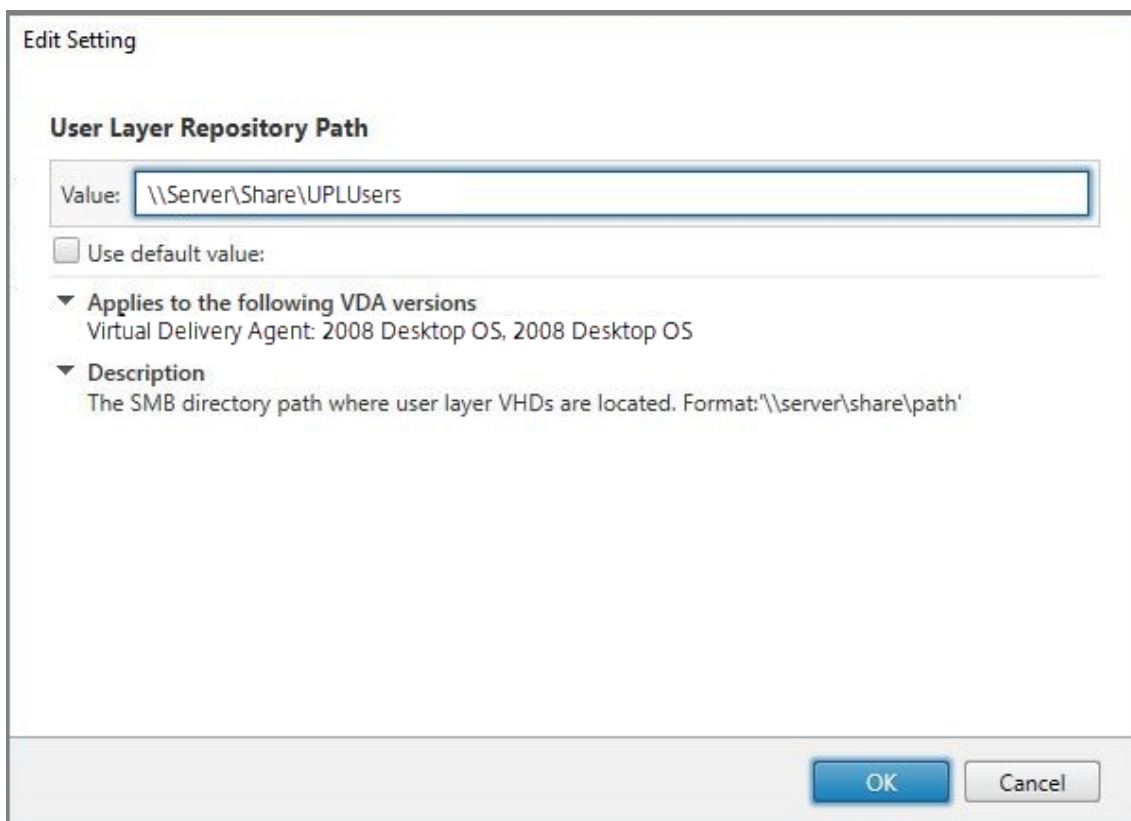 Edit Setting
User Layer Repository Path
Value: \\Server\Share\UPLUsers
Use default value:
Applies to the following VDA versions
Virtual Delivery Agent: 2008 Desktop OS, 2008 Desktop OS
Description
The SMB directory path where user layer VHDs are located. Format:'\\server\share\path'
OK Cancel